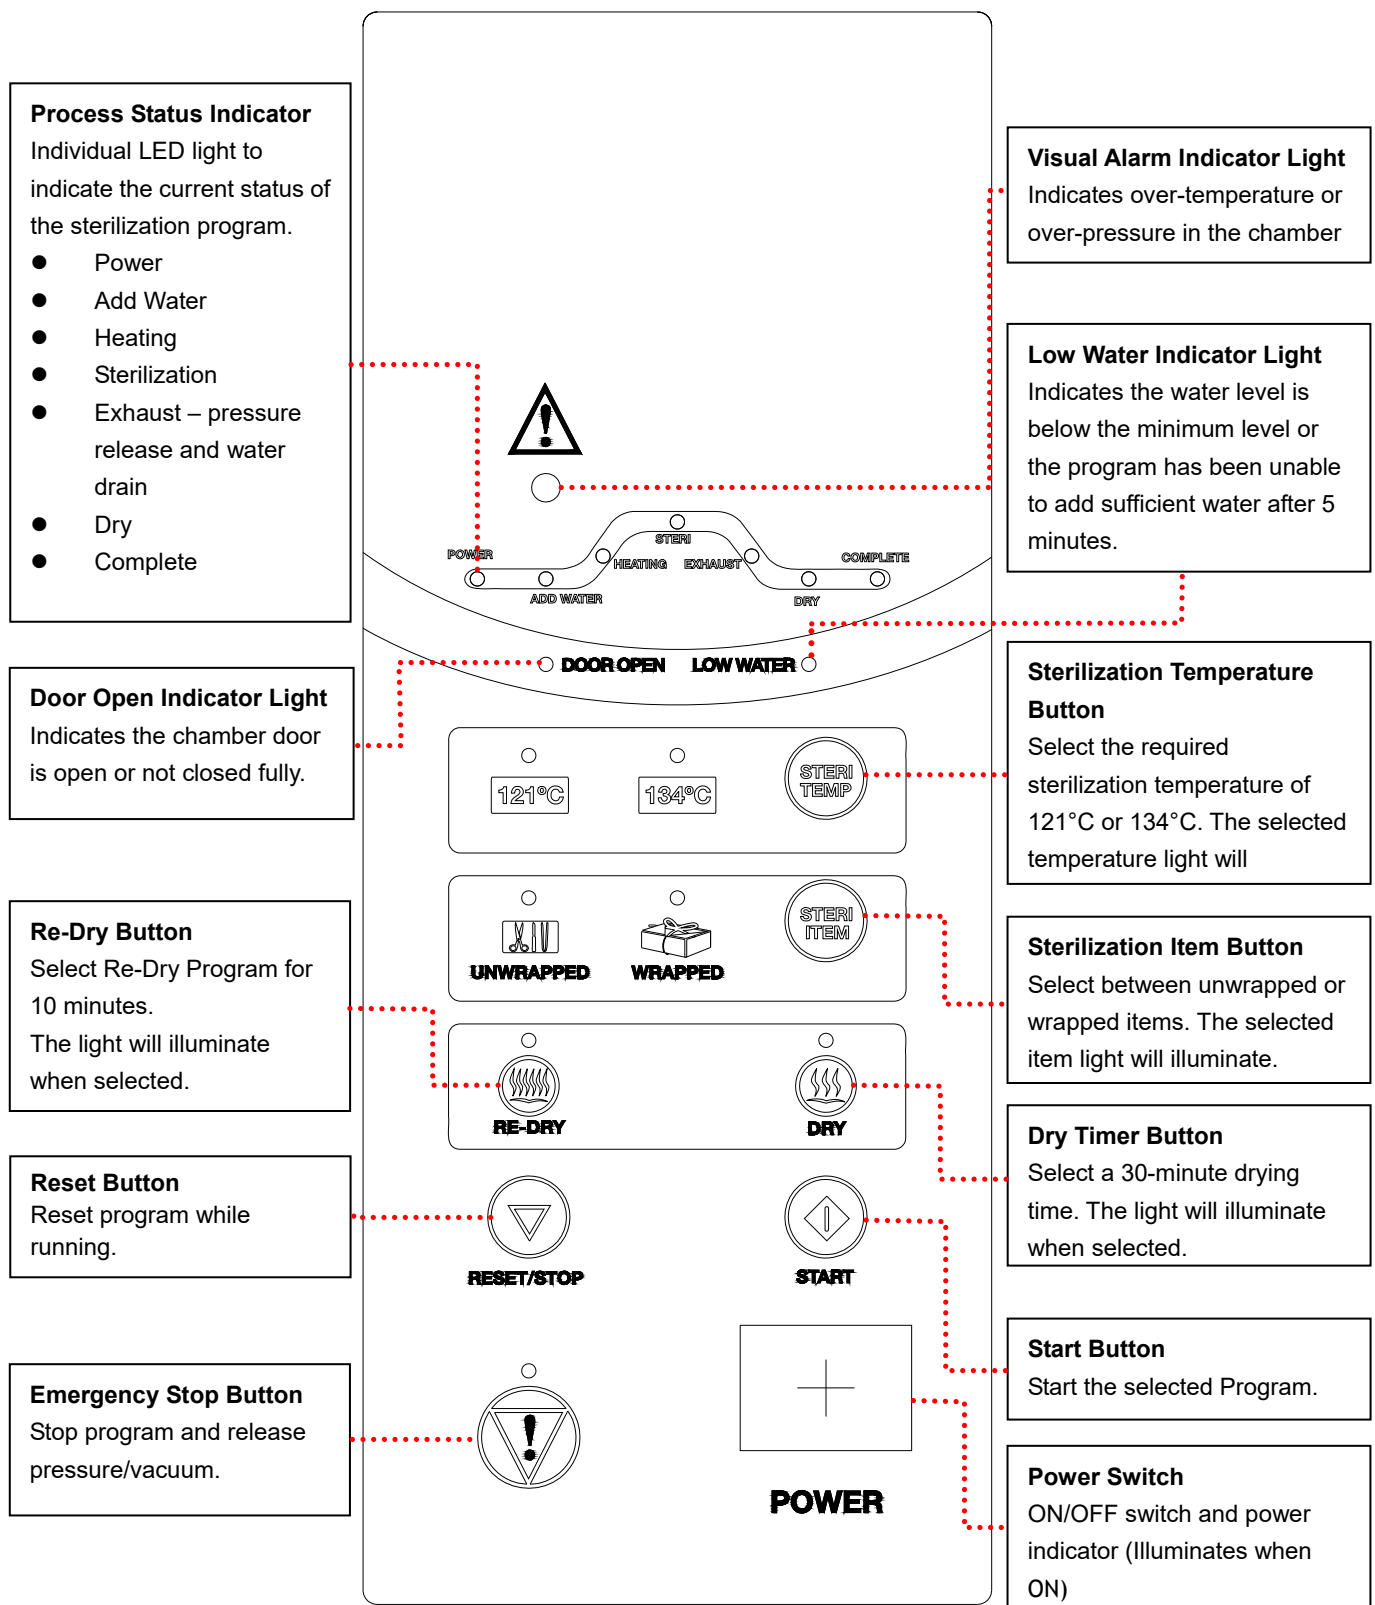 Process Status Indicator
Individual LED light to
indicate the current status of
the sterilization program.
● Power
● Add Water
● Heating
● Sterilization
● Exhaust – pressure
release and water
drain
● Dry
● Complete
Door Open Indicator Light
Indicates the chamber door
is open or not closed fully.
Re-Dry Button
Select Re-Dry Program for
10 minutes.
The light will illuminate
when selected.
Reset Button
Reset program while
running.
Emergency Stop Button
Stop program and release
pressure/vacuum.
POWER
ADD WATER
HEATING
STERI
EXHAUST
DRY
COMPLETE
DOOR OPEN LOW WATER
121°C 134°C
STERI
TEMP
UNWRAPPED WRAPPED
STERI
ITEM
RE-DRY DRY
RESET/STOP START
POWER
Visual Alarm Indicator Light
Indicates over-temperature or
over-pressure in the chamber
Low Water Indicator Light
Indicates the water level is
below the minimum level or
the program has been unable
to add sufficient water after 5
minutes.
Sterilization Temperature
Button
Select the required
sterilization temperature of
121°C or 134°C. The selected
temperature light will
Sterilization Item Button
Select between unwrapped or
wrapped items. The selected
item light will illuminate.
Dry Timer Button
Select a 30-minute drying
time. The light will illuminate
when selected.
Start Button
Start the selected Program.
Power Switch
ON/OFF switch and power
indicator (Illuminates when
ON)